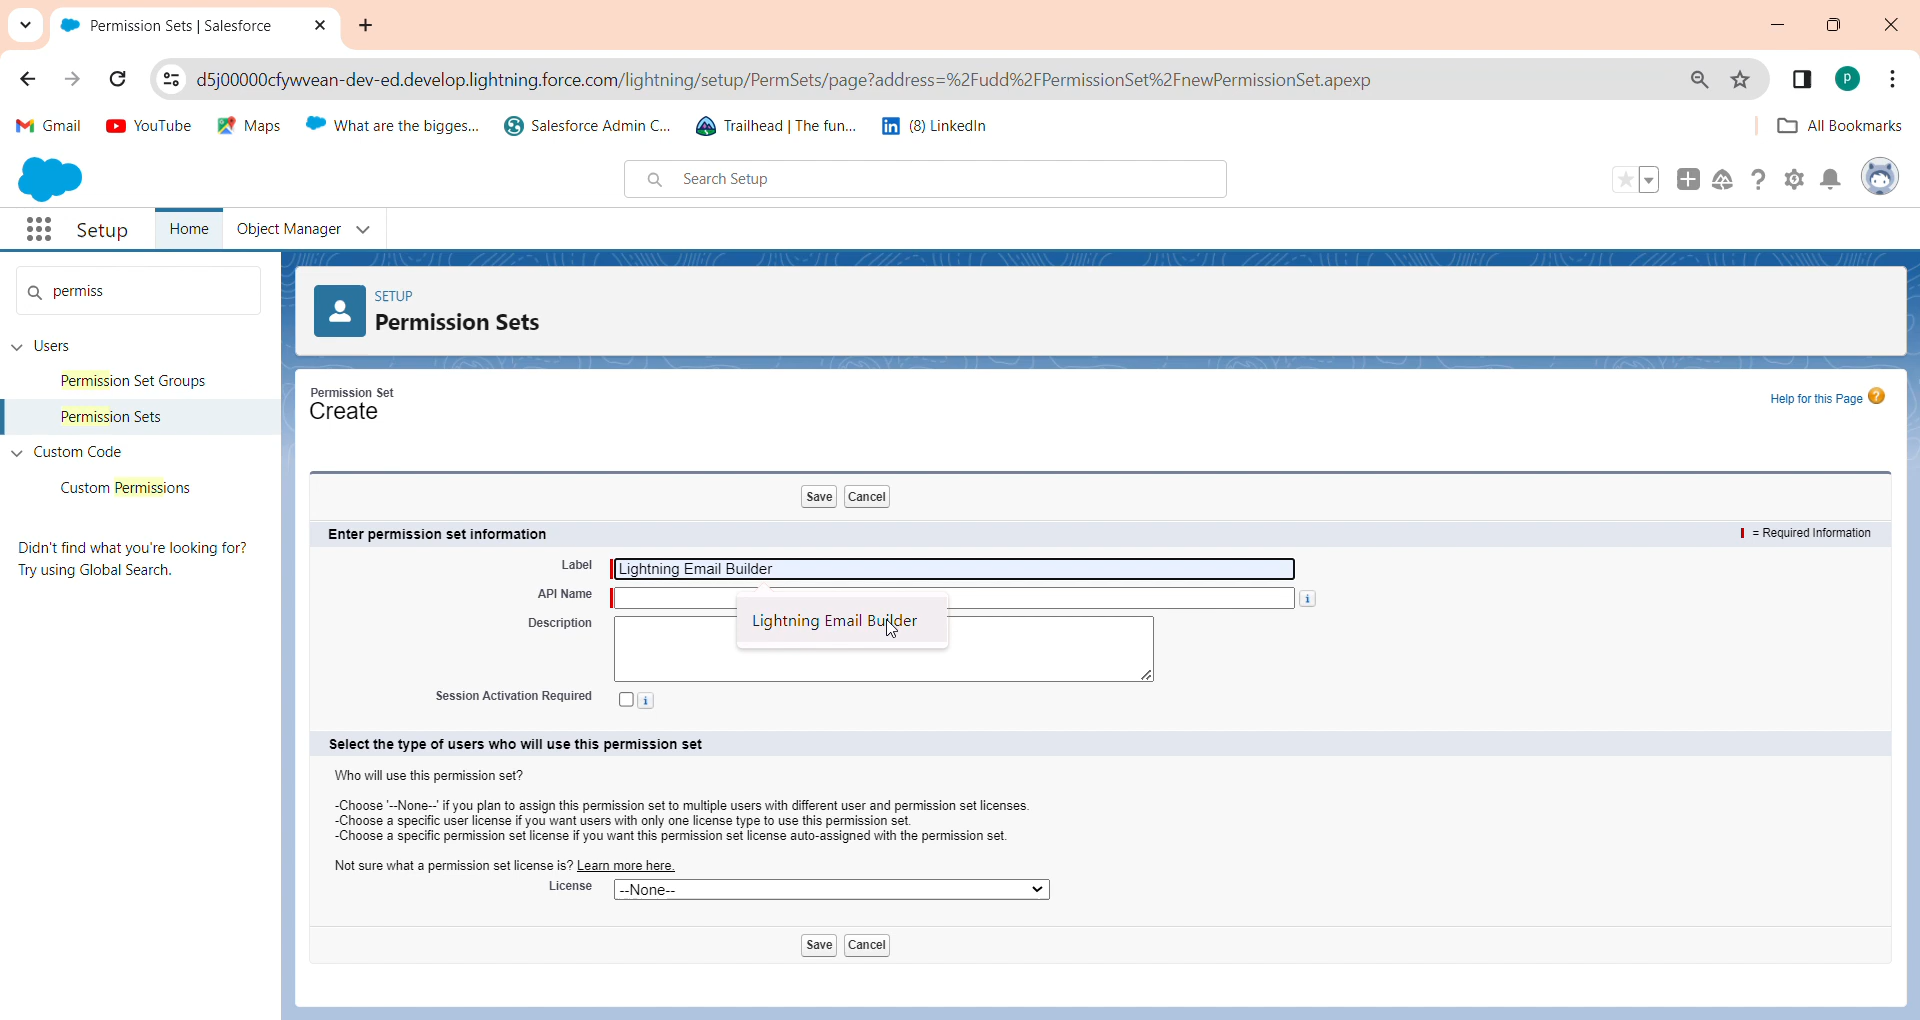 Permission Sets | Salesforce
d5j00000cfywvean-dev-ed.develop.lightning.force.com/lightning/setup/PermSets/page?address=%2Fudd%2FPermissionSet%2FnewPermissionSet.apexp
P
Gmail
YouTube
Maps
What are the bigges...
Salesforce Admin C...
Trailhead | The fun...
(8) LinkedIn
All Bookmarks
Search Setup
Setup
Home
Object Manager
permiss
Users
Permission Set Groups
Permission Sets
Custom Code
Custom Permissions
Didn't find what you're looking for?
Try using Global Search.
SETUP
Permission Sets
Permission Set
Create
Help for this Page
Save Cancel
Enter permission set information
= Required Information
Label Lightning Email Builder
API Name
Lightning Email Builder
Description
Session Activation Required
Select the type of users who will use this permission set
Who will use this permission set?
-Choose '--None--' if you plan to assign this permission set to multiple users with different user and permission set licenses.
-Choose a specific user license if you want users with only one license type to use this permission set.
-Choose a specific permission set license if you want this permission set license auto-assigned with the permission set.
Not sure what a permission set license is? Learn more here.
License --None--
Save Cancel